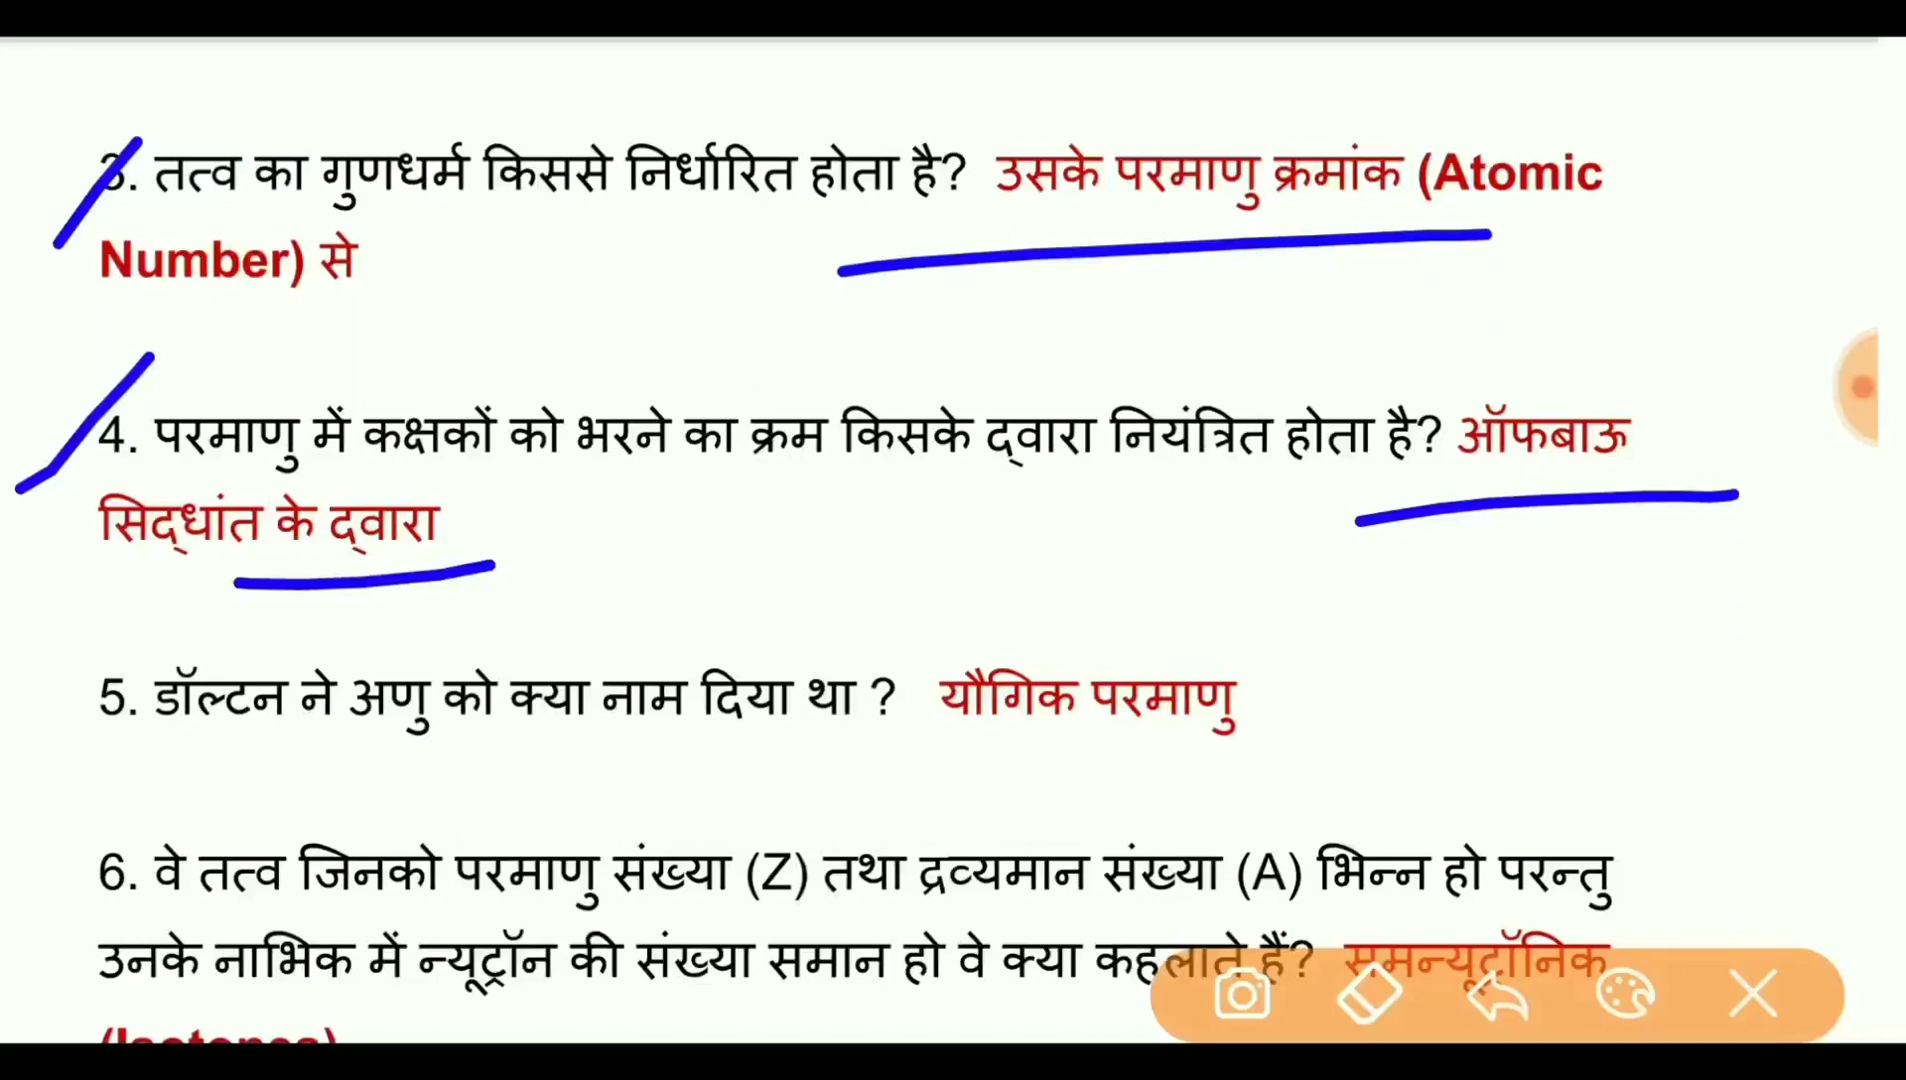 3. तत्व का गुणधर्म किससे निर्धारित होता है? उसके परमाणु क्रमांक (Atomic
Number) से
4. परमाणु में कक्षकों को भरने का क्रम किसके द्वारा नियंत्रित होता है? ऑफबाऊ
सिद्धांत के द्वारा
5. डॉल्टन ने अणु को क्या नाम दिया था ? यौगिक परमाणु
6. वे तत्व जिनको परमाणु संख्या (Z) तथा द्रव्यमान संख्या (A) भिन्न हो परन्तु
उनके नाभिक में न्यूट्रॉन की संख्या समान हो वे क्या कहलाते हैं? समन्यूट्रॉनिक